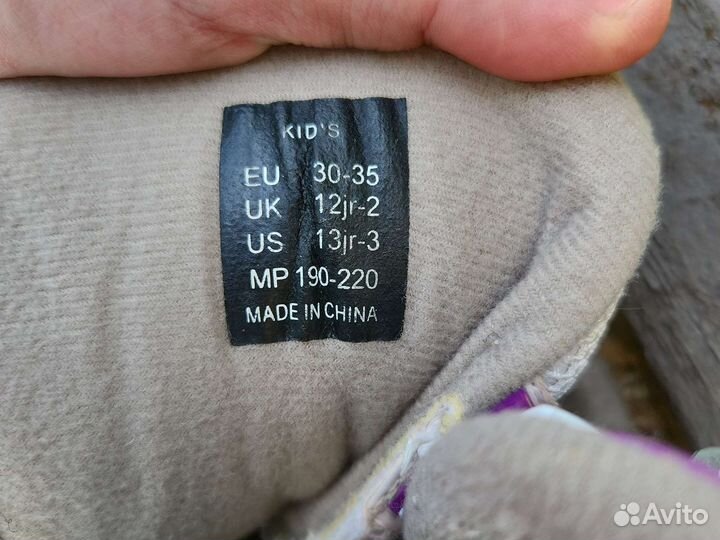 KID'S
EU 30-35
UK 12jr-2
US 13jr-3
MP 190-220
MADE IN CHINA
Avito